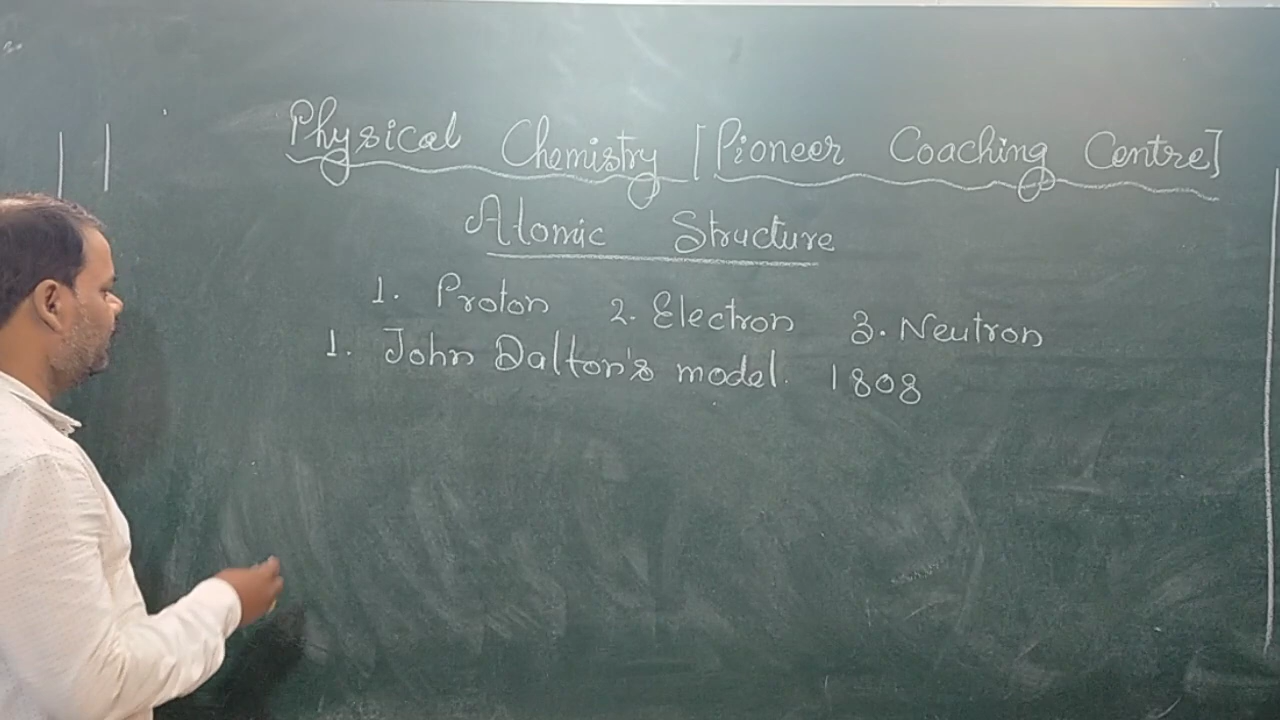 Physical Chemistry [Pioneer Coaching Centre]
Atomic Structure
1. Proton 2. Electron 3. Neutron
1. John Dalton's model. 1808